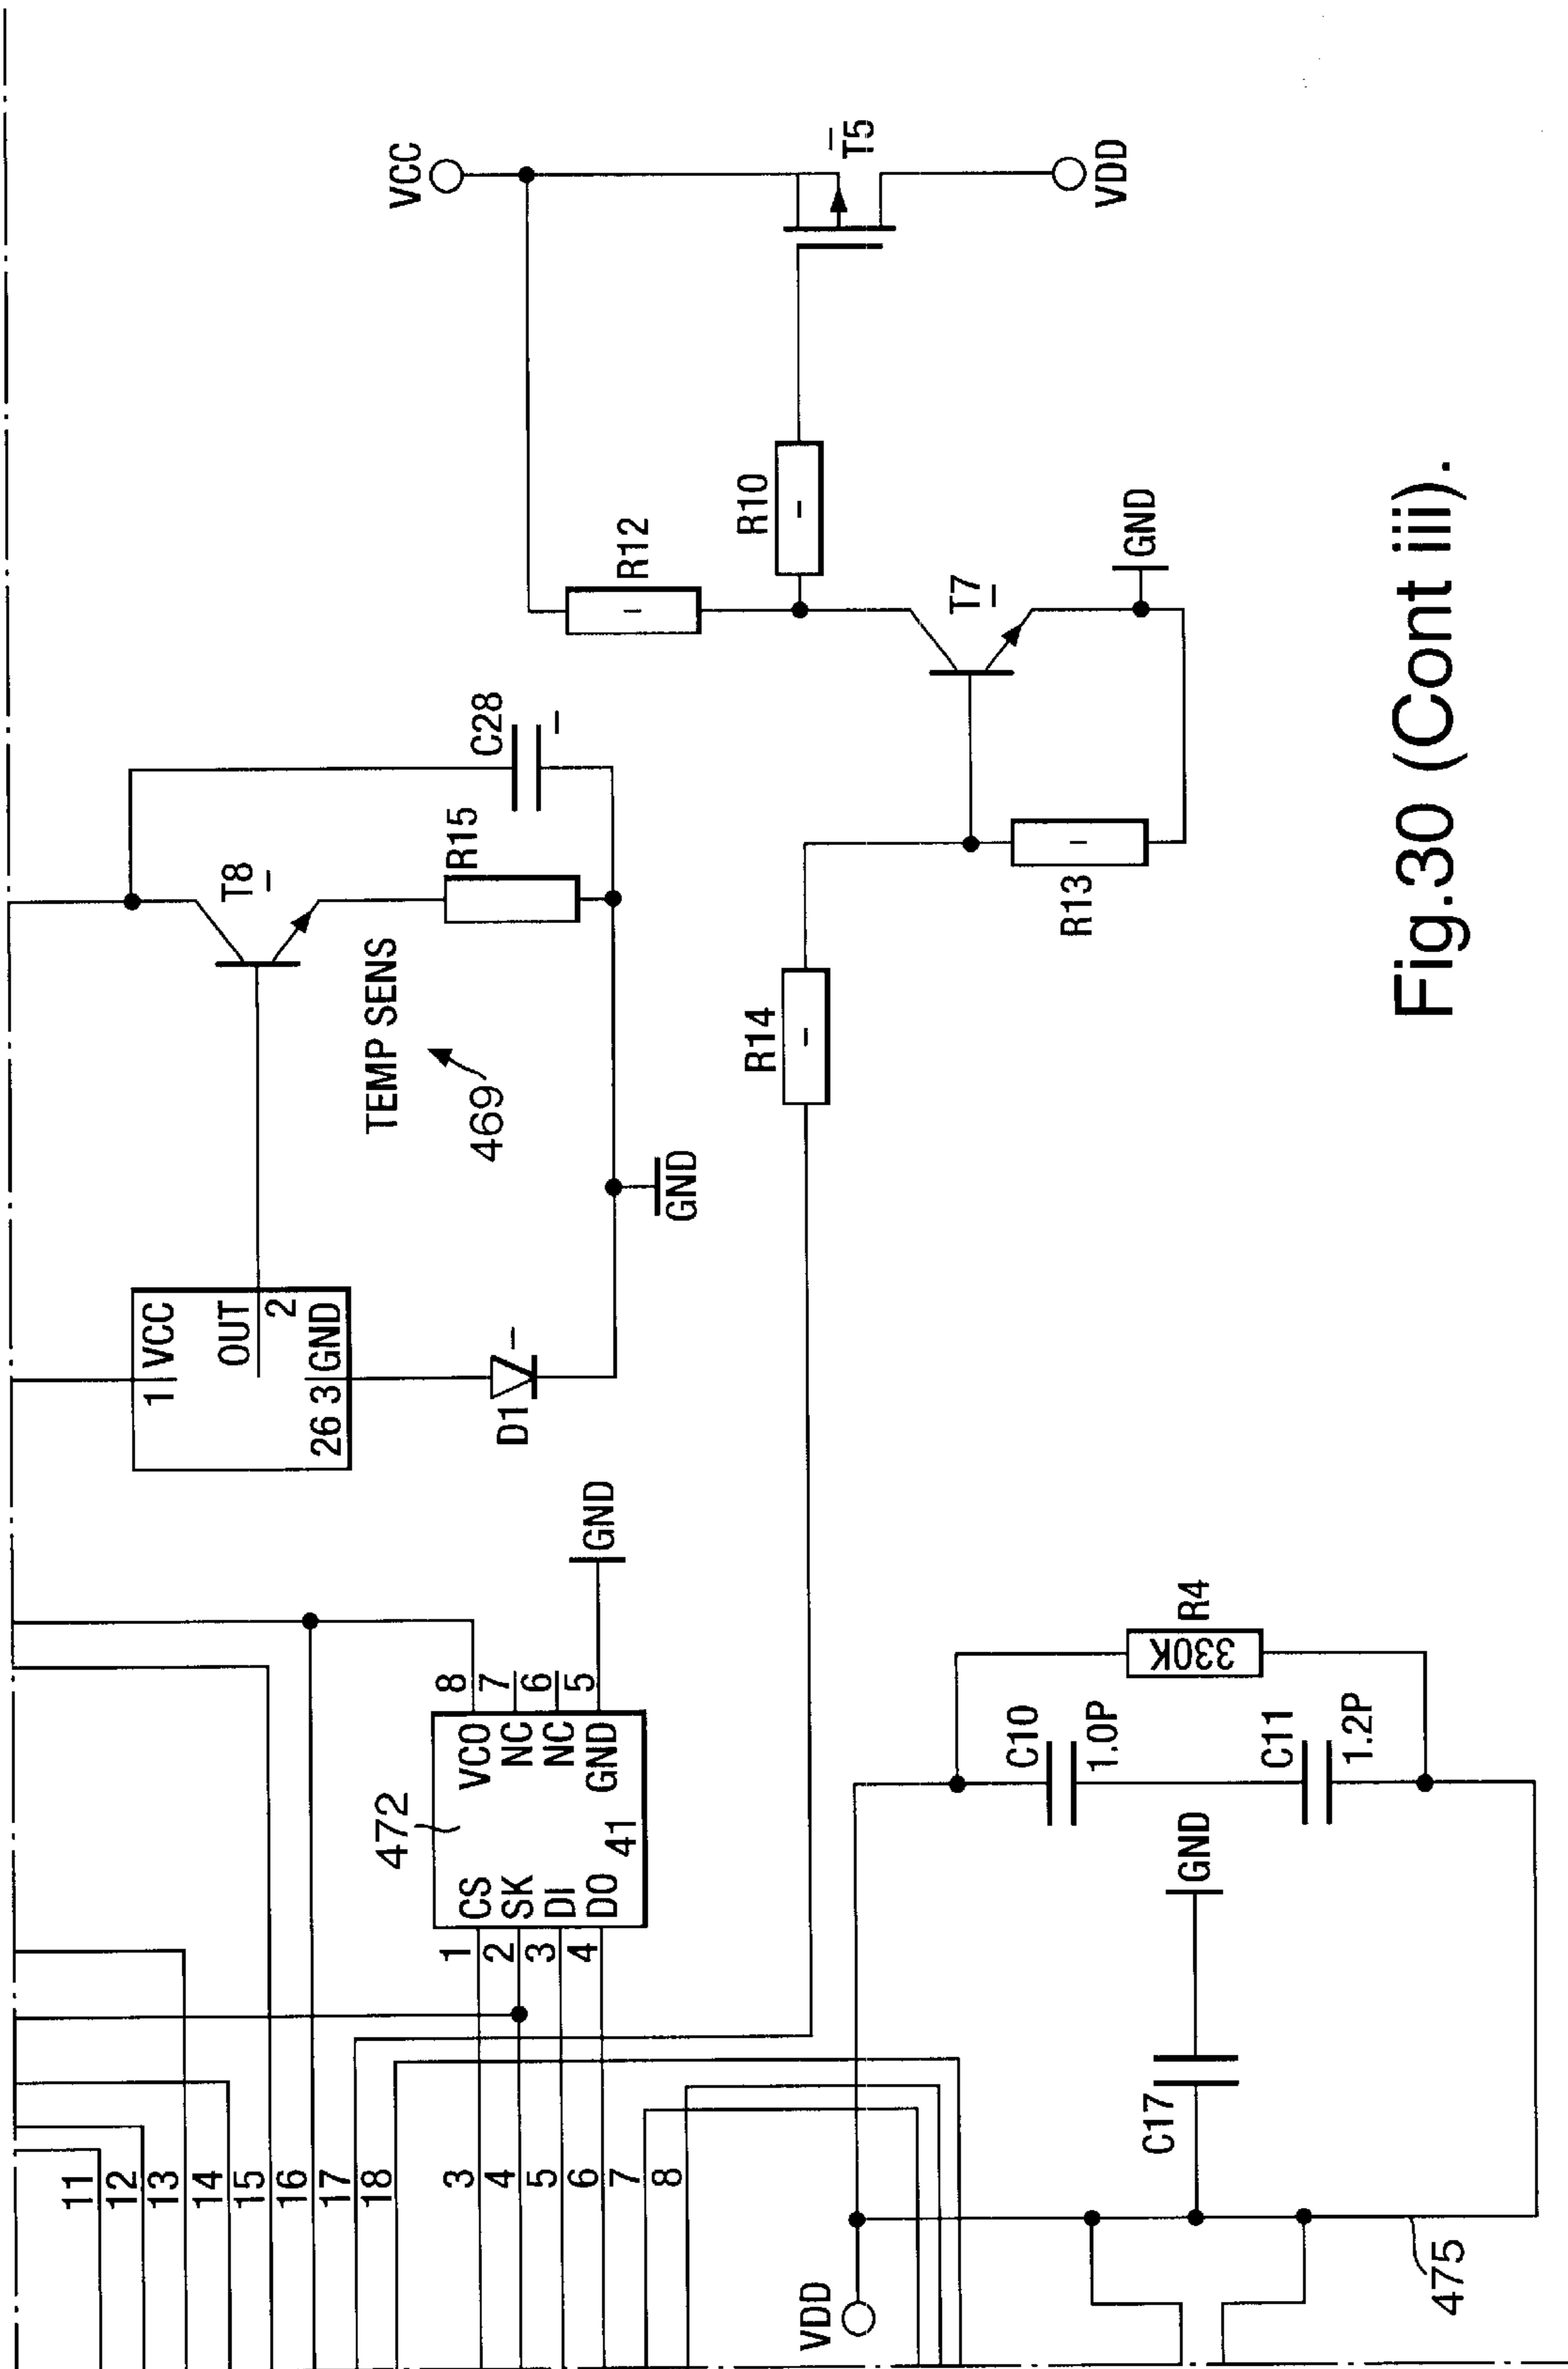 11
12
13
14
15
16
17
18
3
4
5
6
7
8
1 CS
2 SK
3 DI
4 DO
VCO 8
NC 7
NC 6
GND 5
41
472
GND
1 VCC
OUT
2
26 3 GND
D1
T8
TEMP SENS
469
R15
C28
GND
VCC
R12
R10
T5
VDD
R14
T7
R13
GND
VDD
C17
GND
C10
1.0P
C11
1.2P
R4
330K
475
Fig.30 (Cont iii).